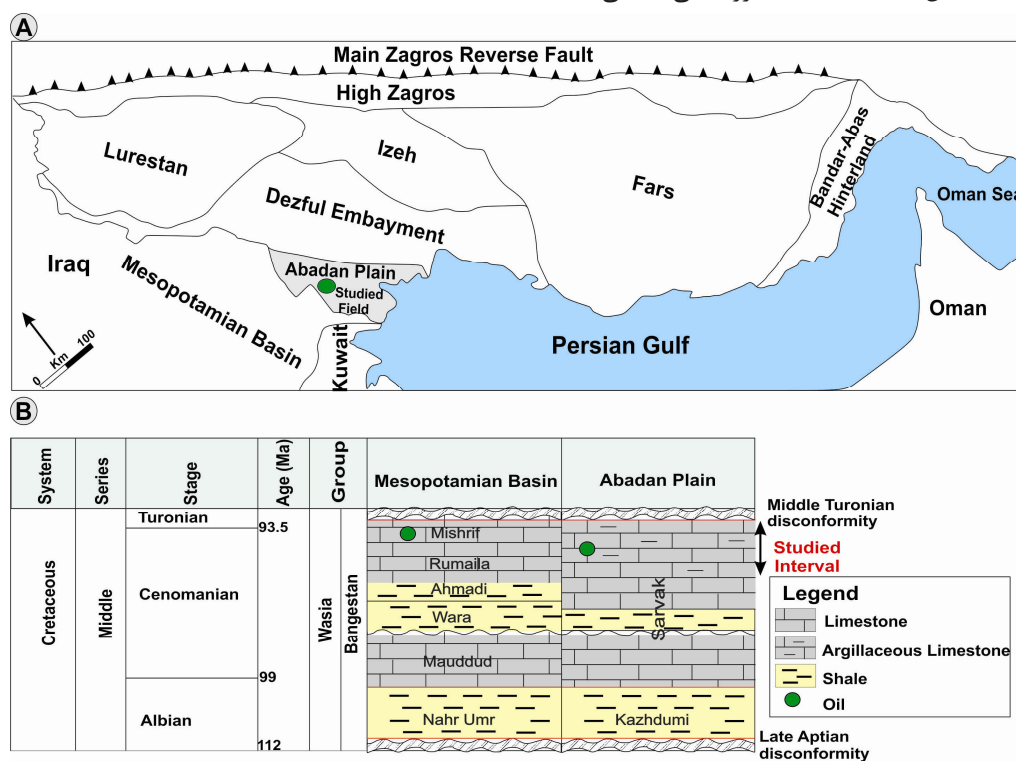 A
Main Zagros Reverse Fault
High Zagros
Lurestan
Izeh
Dezful Embayment
Fars
Bandar-Abas
Hinterland
Oman Sea
Iraq
Mesopotamian Basin
Abadan Plain
Studied
Field
Kuwait
Persian Gulf
Oman
Km
0
100
B
System
Series
Stage
Age (Ma)
Group
Mesopotamian Basin
Abadan Plain
Cretaceous
Middle
Turonian
93.5
Cenomanian
99
Albian
112
Wasia
Bangestan
Mishrif
Rumaila
Ahmadi
Wara
Mauddud
Nahr Umr
Sarvak
Kazhdumi
Middle Turonian
disconformity
Studied
Interval
Legend
Limestone
Argillaceous Limestone
Shale
Oil
Late Aptian
disconformity